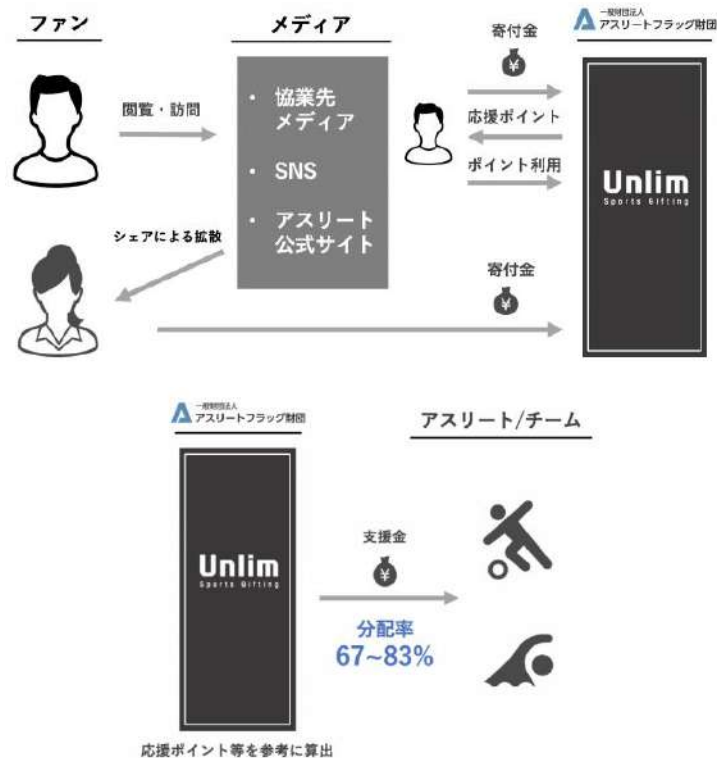 ファン
メディア
一般財団法人
アスリートフラッグ財団
寄付金
¥
閲覧・訪問
・ 協業先
メディア
・ SNS
・ アスリート
公式サイト
応援ポイント
ポイント利用
Unlim
Sports Gifting
シェアによる拡散
寄付金
¥
一般財団法人
アスリートフラッグ財団
アスリート/チーム
Unlim
Sports Gifting
支援金
¥
分配率
67~83%
応援ポイント等を参考に算出